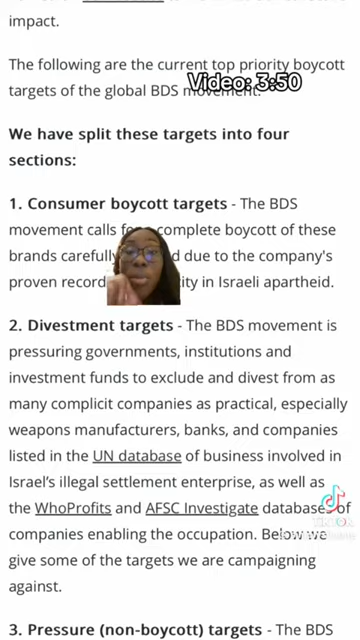 impact.
The following are the current top priority boycott
Video: 3:50
targets of the global BDS movement.
We have split these targets into four
sections:
1. Consumer boycott targets - The BDS
movement calls complete boycott of these
brands carefully due to the company's
proven record in Israeli apartheid.
2. Divestment targets - The BDS movement is
pressuring governments, institutions and
investment funds to exclude and divest from as
many complicit companies as practical, especially
weapons manufacturers, banks, and companies
listed in the UN database of business involved in
Israel's illegal settlement enterprise, as well as
the WhoProfits and AFSC Investigate databases of
companies enabling the occupation. Below we
give some of the targets we are campaigning
against.
3. Pressure (non-boycott) targets - The BDS